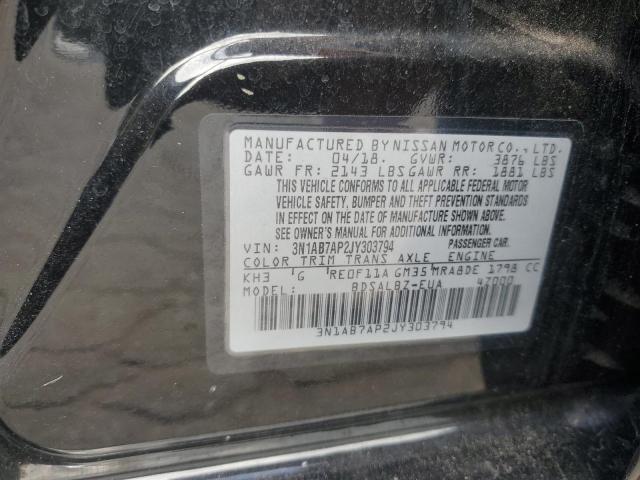 MANUFACTURED BY NISSAN MOTOR CO., LTD.
DATE: 04/18. GVWR: 3876 LBS
GAWR FR: 2143 LBS GAWR RR: 1881 LBS
THIS VEHICLE CONFORMS TO ALL APPLICABLE FEDERAL MOTOR
VEHICLE SAFETY, BUMPER AND THEFT PREVENTION STANDARDS
IN EFFECT ON THE DATE OF MANUFACTURE SHOWN ABOVE.
SEE OWNER'S MANUAL FOR ADDITIONAL INFORMATION.
VIN: 3N1AB7AP2JY303794 PASSENGER CAR.
COLOR TRIM TRANS AXLE ENGINE
KH3 G RE0F11A GM35 MRA8DE 1798 CC
MODEL: BDSALBZ-EUA 47000
3N1AB7AP2JY303794